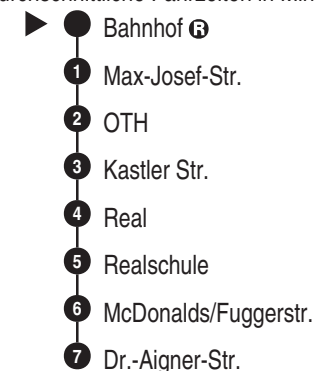 Bahnhof R
1 Max-Josef-Str.
2 OTH
3 Kastler Str.
4 Real
5 Realschule
6 McDonalds/Fuggerstr.
7 Dr.-Aigner-Str.